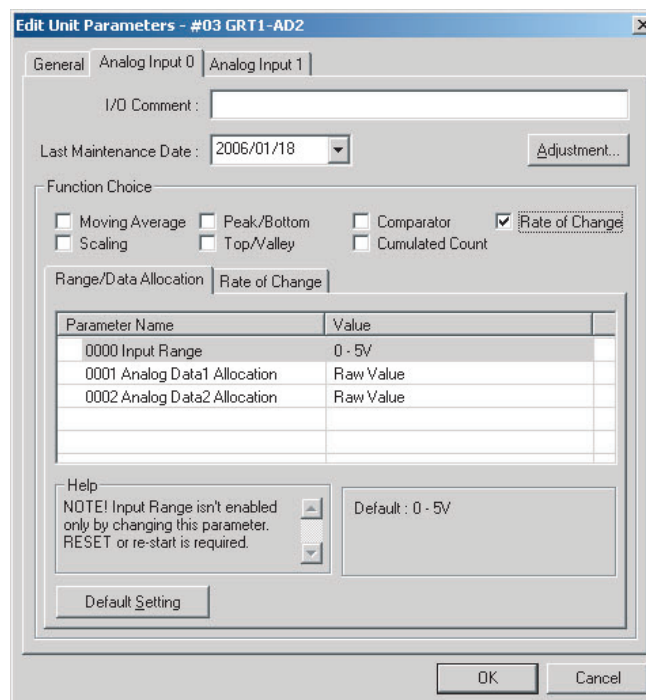 Edit Unit Parameters - #03 GRT1-AD2
General Analog Input 0 Analog Input 1
I/O Comment :
Last Maintenance Date : 2006/01/18 Adjustment...
Function Choice
Moving Average Peak/Bottom Comparator Rate of Change
Scaling Top/Valley Cumulated Count
Range/Data Allocation Rate of Change
Parameter Name Value
0000 Input Range 0 - 5V
0001 Analog Data1 Allocation Raw Value
0002 Analog Data2 Allocation Raw Value
Help
NOTE! Input Range isn't enabled
only by changing this parameter.
RESET or re-start is required.
Default : 0 - 5V
Default Setting
OK Cancel